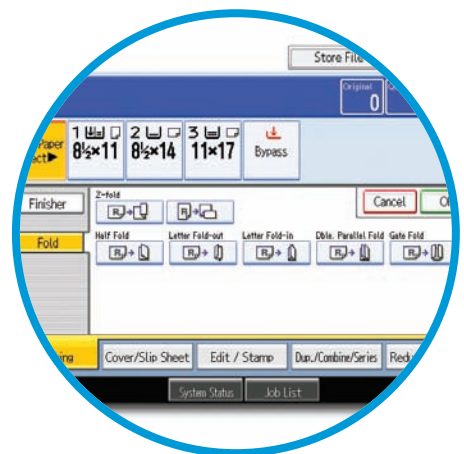 Store File
Original
0
Paper
1 2 3
8½×11 8½×14 11×17 Bypass
Finisher
Z-fold
Cancel
Fold
Half Fold Letter Fold-out Letter Fold-in Dble. Parallel Fold Gate Fold
R R
R R R R R
Cover/Slip Sheet Edit / Stamp Dup./Combine/Series
System Status Job List